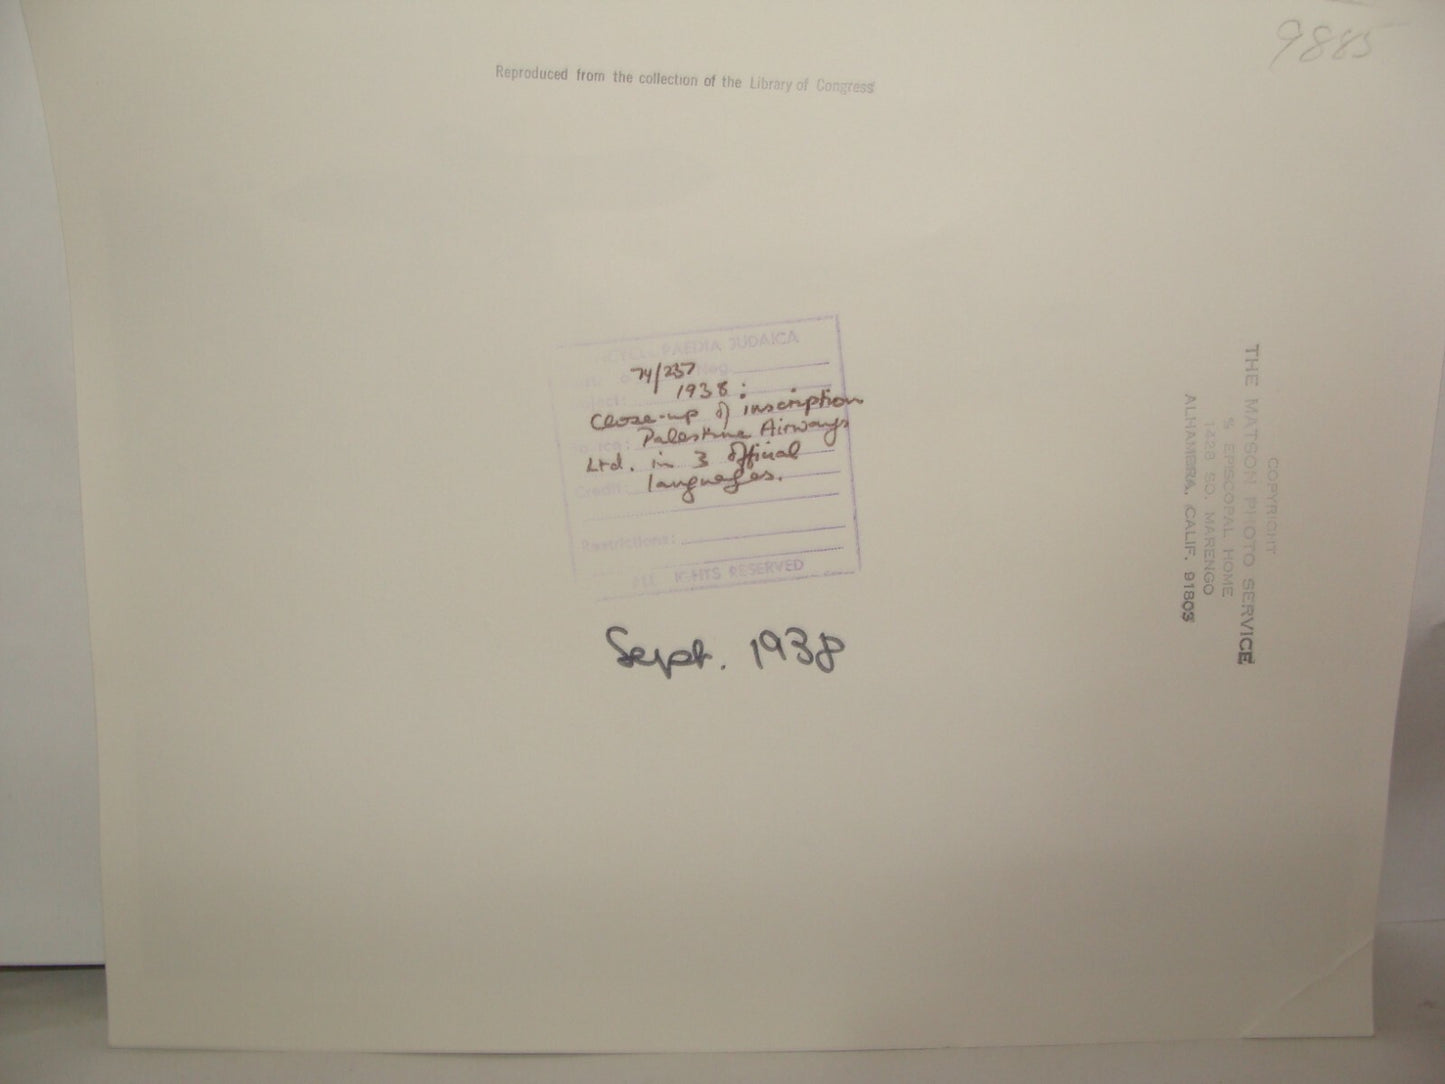 9885
Reproduced from the collection of the Library of Congress
PAEDIA JUDAICA
74/237
1938:
Close-up of inscription
Palestine Airways
Ltd. in 3 official
languages.
Credit:
Restrictions:
RESERVED
Sept. 1938
COPYRIGHT
THE MATSON PHOTO SERVICE
% EPISCOPAL HOME
1428 SO. MARENGO
ALHAMBRA, CALIF. 91803